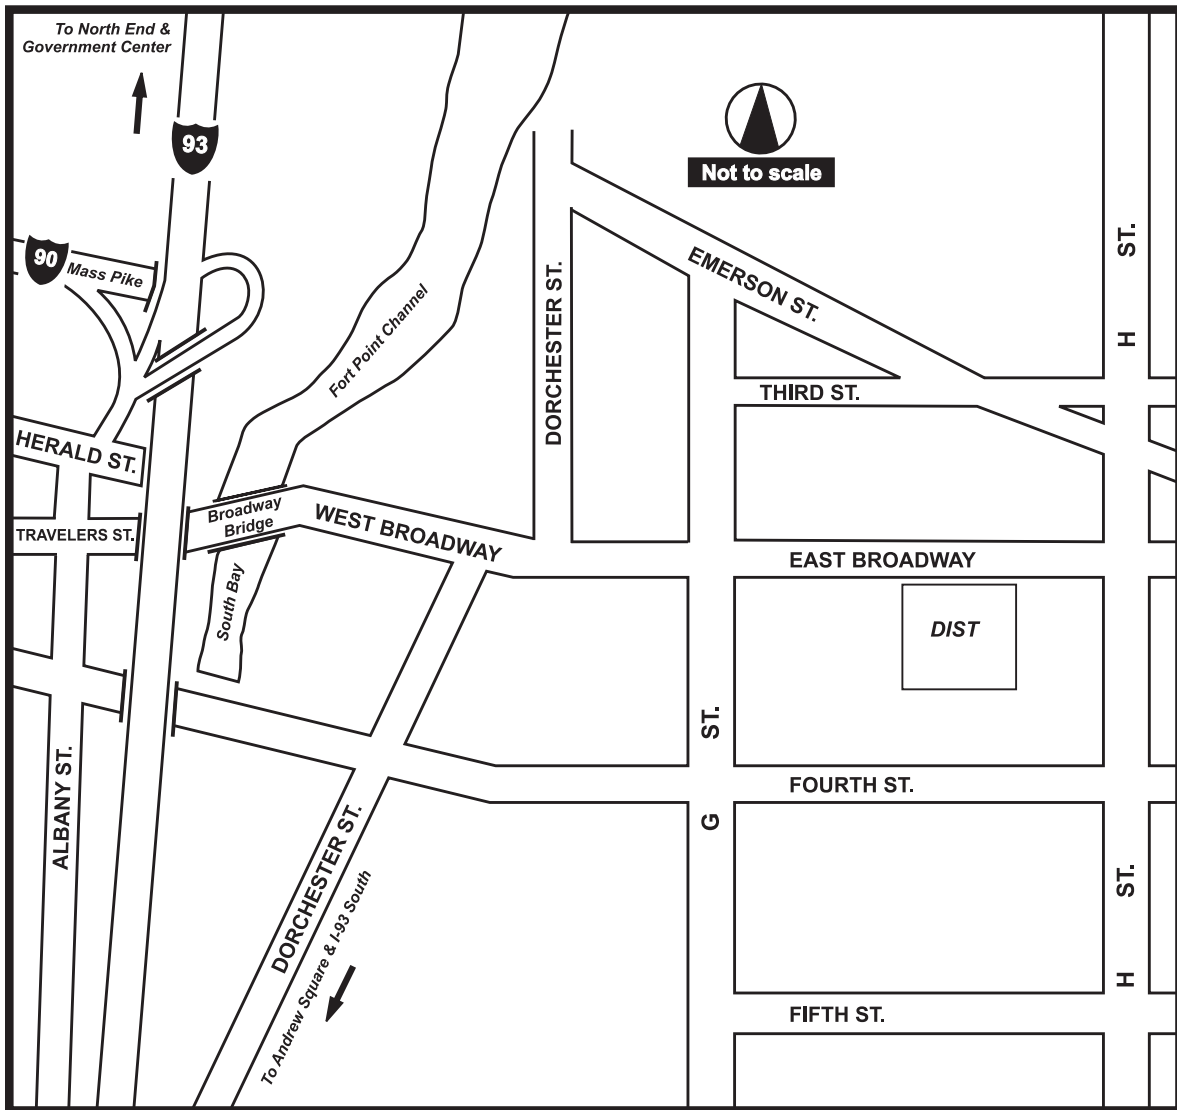 To North End &
Government Center
93
Not to scale
90
Mass Pike
EMERSON ST.
H ST.
DORCHESTER ST.
Fort Point Channel
THIRD ST.
HERALD ST.
Broadway
Bridge
WEST BROADWAY
TRAVELERS ST.
EAST BROADWAY
South Bay
DIST
G ST.
FOURTH ST.
ALBANY ST.
DORCHESTER ST.
To Andrew Square & I-93 South
H ST.
FIFTH ST.